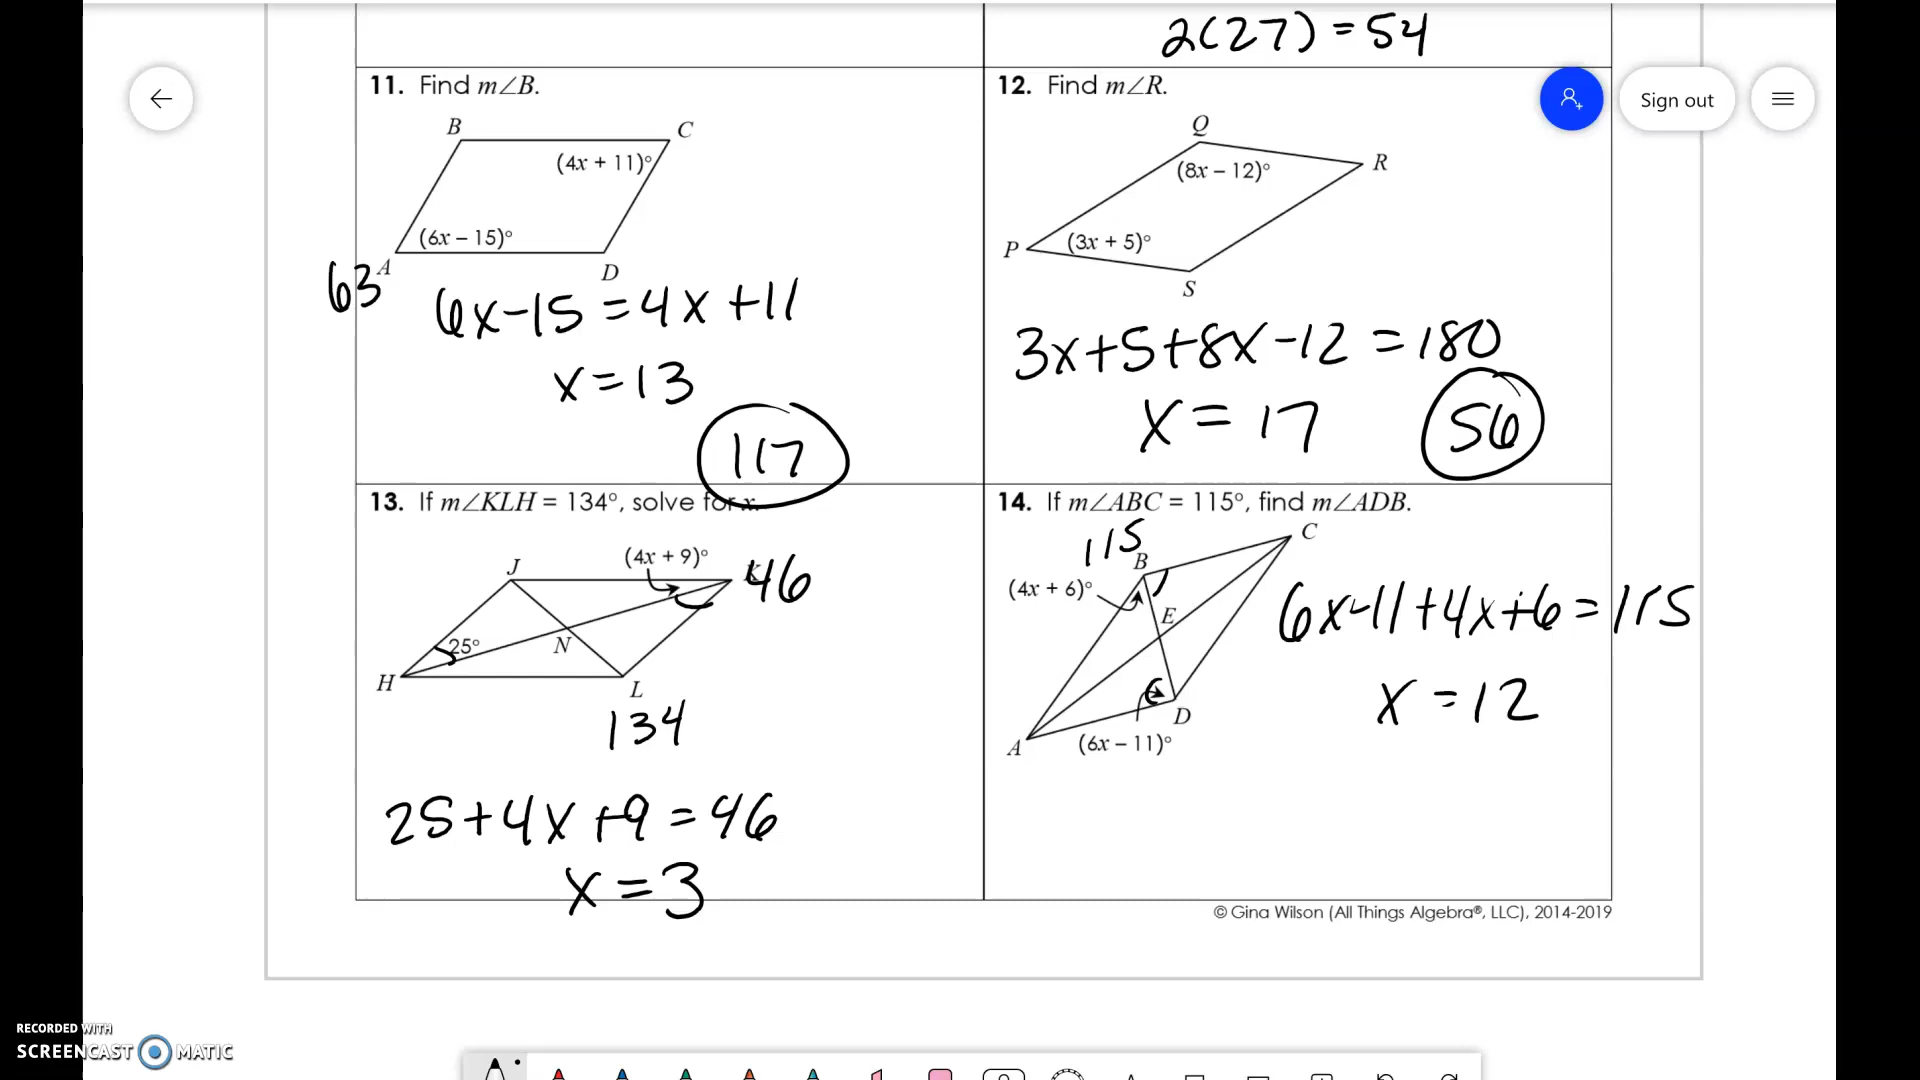 2(27) = 54
Sign out
11. Find m∠B.
B
C
(4x + 11)°
(6x – 15)°
A
D
63
6x-15 = 4x +11
x = 13
117
12. Find m∠R.
Q
R
(8x – 12)°
P
(3x + 5)°
S
3x+5+8x-12 = 180
x = 17
56
13. If m∠KLH = 134°, solve for x.
J
(4x + 9)°
K
46
25°
N
H
L
134
25+4x+9 = 46
x = 3
14. If m∠ABC = 115°, find m∠ADB.
115
B
C
(4x + 6)°
E
D
A
(6x – 11)°
6x-11+4x+6 = 115
x = 12
© Gina Wilson (All Things Algebra®, LLC), 2014-2019
RECORDED WITH
SCREENCAST MATIC